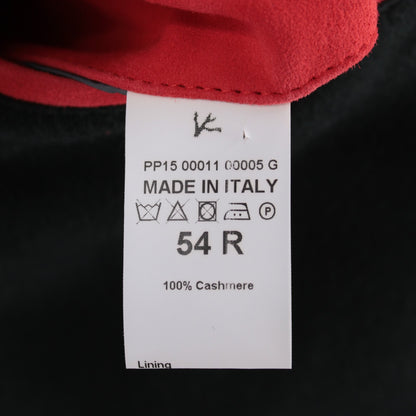 PP15 00011 00005 G
MADE IN ITALY
P
54 R
100% Cashmere
Lining